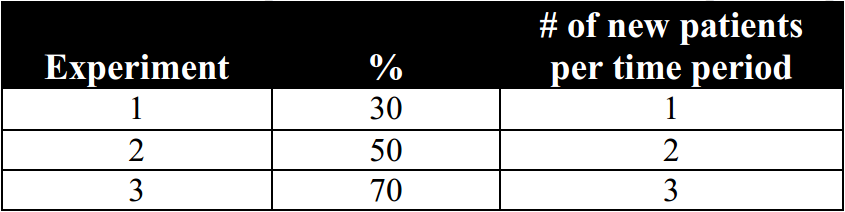 # of new patients
Experiment % per time period
1 30 1
2 50 2
3 70 3